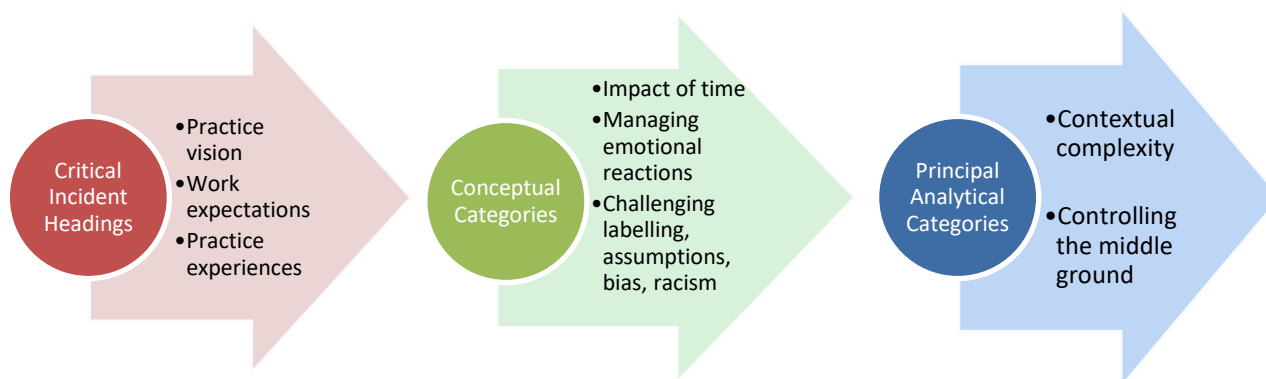 Critical
Incident
Headings
•Practice
vision
•Work
expectations
•Practice
experiences
Conceptual
Categories
•Impact of time
•Managing
emotional
reactions
•Challenging
labelling,
assumptions,
bias, racism
Principal
Analytical
Categories
•Contextual
complexity
•Controlling
the middle
ground